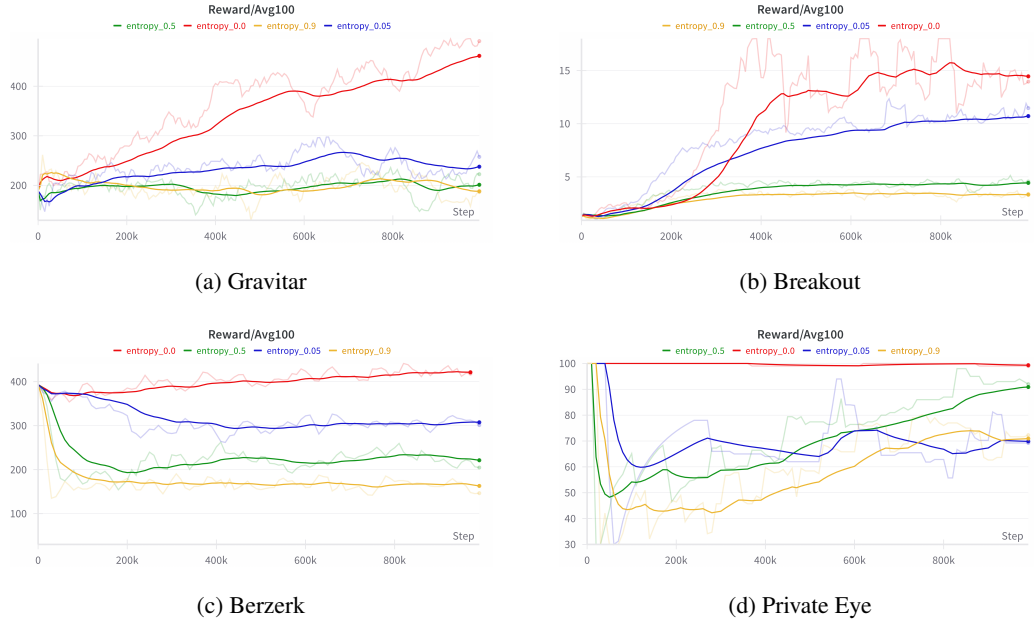 Reward/Avg100
entropy_0.5 entropy_0.0 entropy_0.9 entropy_0.05
400
300
200
Step
0 200k 400k 600k 800k
(a) Gravitar
Reward/Avg100
entropy_0.9 entropy_0.5 entropy_0.05 entropy_0.0
15
10
5
Step
0 200k 400k 600k 800k
(b) Breakout
Reward/Avg100
entropy_0.0 entropy_0.5 entropy_0.05 entropy_0.9
400
300
200
100
Step
0 200k 400k 600k 800k
(c) Berzerk
Reward/Avg100
entropy_0.5 entropy_0.0 entropy_0.05 entropy_0.9
100
90
80
70
60
50
40
30
Step
0 200k 400k 600k 800k
(d) Private Eye